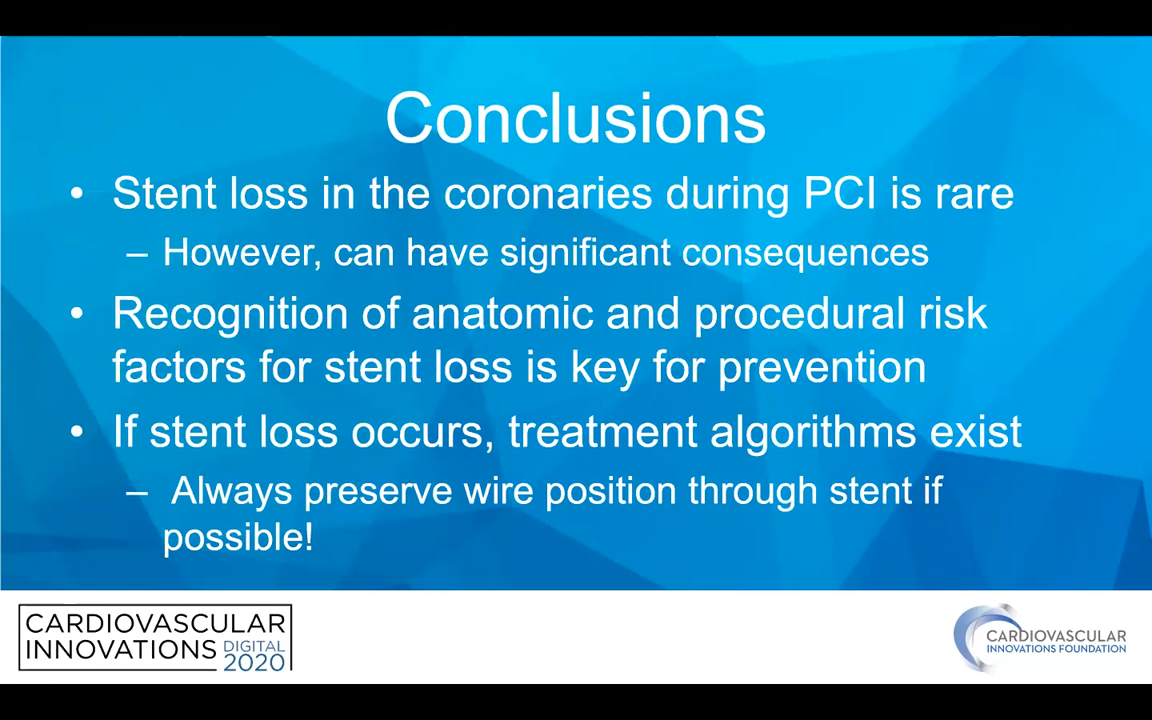 Conclusions
• Stent loss in the coronaries during PCI is rare
– However, can have significant consequences
• Recognition of anatomic and procedural risk
factors for stent loss is key for prevention
• If stent loss occurs, treatment algorithms exist
– Always preserve wire position through stent if
possible!
CARDIOVASCULAR
INNOVATIONS DIGITAL
2020
CARDIOVASCULAR
INNOVATIONS FOUNDATION